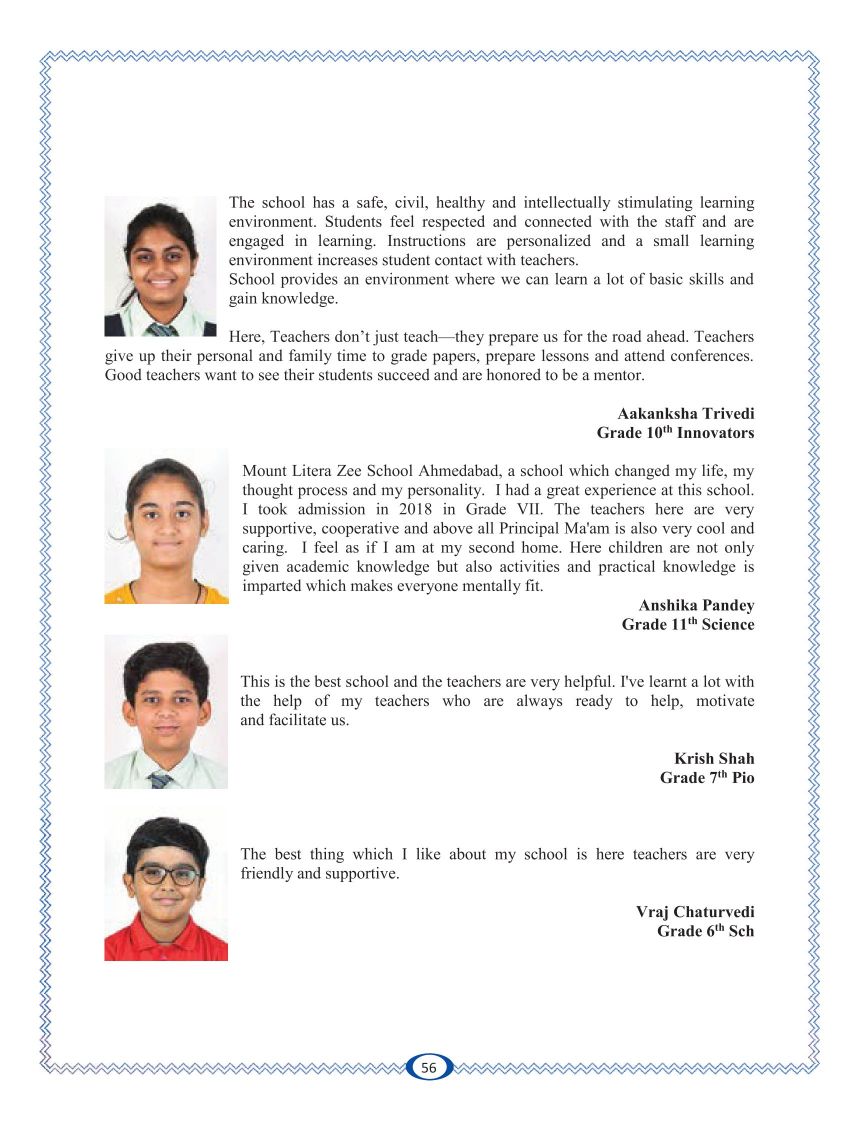 The school has a safe, civil, healthy and intellectually stimulating learning
environment. Students feel respected and connected with the staff and are
engaged in learning. Instructions are personalized and a small learning
environment increases student contact with teachers.
School provides an environment where we can learn a lot of basic skills and
gain knowledge.
Here, Teachers don’t just teach—they prepare us for the road ahead. Teachers
give up their personal and family time to grade papers, prepare lessons and attend conferences.
Good teachers want to see their students succeed and are honored to be a mentor.
Aakanksha Trivedi
Grade 10th Innovators
Mount Litera Zee School Ahmedabad, a school which changed my life, my
thought process and my personality. I had a great experience at this school.
I took admission in 2018 in Grade VII. The teachers here are very
supportive, cooperative and above all Principal Ma'am is also very cool and
caring. I feel as if I am at my second home. Here children are not only
given academic knowledge but also activities and practical knowledge is
imparted which makes everyone mentally fit.
Anshika Pandey
Grade 11th Science
This is the best school and the teachers are very helpful. I've learnt a lot with
the help of my teachers who are always ready to help, motivate
and facilitate us.
Krish Shah
Grade 7th Pio
The best thing which I like about my school is here teachers are very
friendly and supportive.
Vraj Chaturvedi
Grade 6th Sch
56